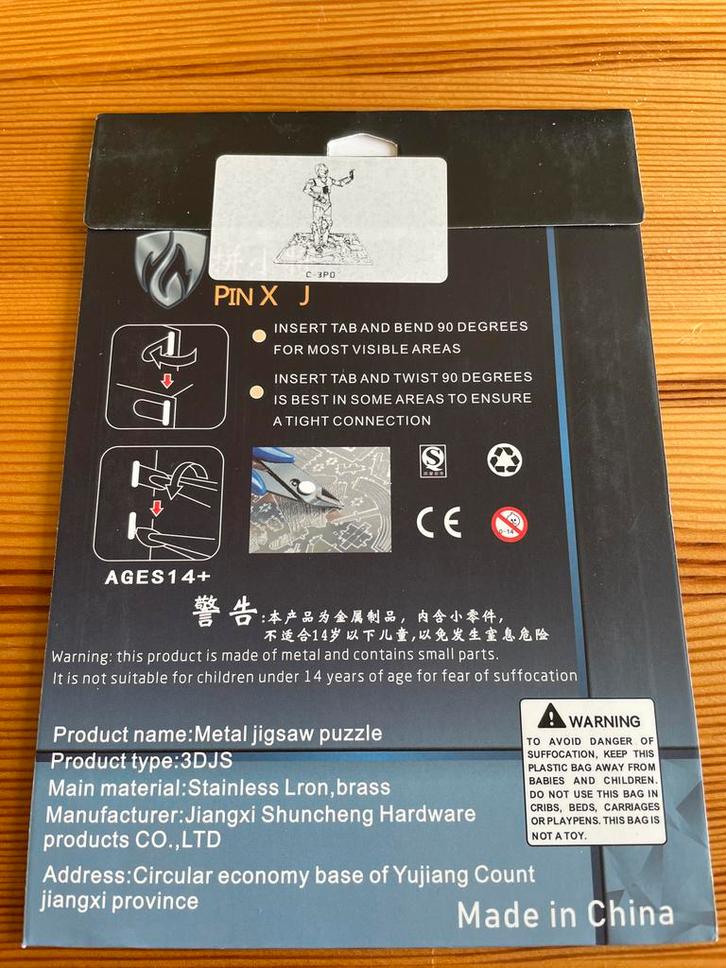 C-3PO
PIN X J
INSERT TAB AND BEND 90 DEGREES
FOR MOST VISIBLE AREAS
INSERT TAB AND TWIST 90 DEGREES
IS BEST IN SOME AREAS TO ENSURE
A TIGHT CONNECTION
S
CE
0-14
AGES14+
警告:本产品为金属制品，内含小零件，
不适合14岁以下儿童,以免发生窒息危险
Warning: this product is made of metal and contains small parts.
It is not suitable for children under 14 years of age for fear of suffocation
Product name:Metal jigsaw puzzle
Product type:3DJS
Main material:Stainless Lron,brass
Manufacturer:Jiangxi Shuncheng Hardware
products CO.,LTD
Address:Circular economy base of Yujiang Count
jiangxi province
WARNING
TO AVOID DANGER OF
SUFFOCATION, KEEP THIS
PLASTIC BAG AWAY FROM
BABIES AND CHILDREN.
DO NOT USE THIS BAG IN
CRIBS, BEDS, CARRIAGES
OR PLAYPENS. THIS BAG IS
NOT A TOY.
Made in China